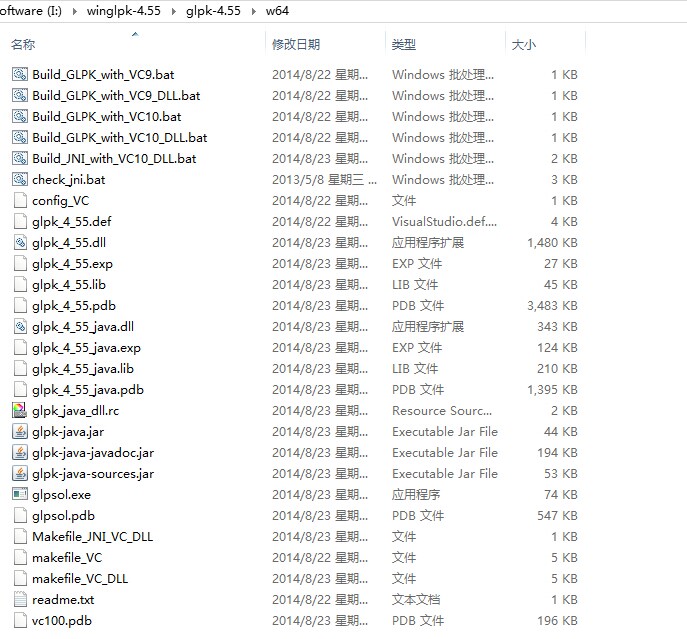 oftware (I:) ▸ winglpk-4.55 ▸ glpk-4.55 ▸ w64
名称 修改日期 类型 大小
Build_GLPK_with_VC9.bat 2014/8/22 星期... Windows 批处理... 1 KB
Build_GLPK_with_VC9_DLL.bat 2014/8/22 星期... Windows 批处理... 1 KB
Build_GLPK_with_VC10.bat 2014/8/22 星期... Windows 批处理... 1 KB
Build_GLPK_with_VC10_DLL.bat 2014/8/22 星期... Windows 批处理... 1 KB
Build_JNI_with_VC10_DLL.bat 2014/8/23 星期... Windows 批处理... 2 KB
check_jni.bat 2013/5/8 星期三 ... Windows 批处理... 3 KB
config_VC 2014/8/22 星期... 文件 1 KB
glpk_4_55.def 2014/8/22 星期... VisualStudio.def.... 4 KB
glpk_4_55.dll 2014/8/23 星期... 应用程序扩展 1,480 KB
glpk_4_55.exp 2014/8/23 星期... EXP 文件 27 KB
glpk_4_55.lib 2014/8/23 星期... LIB 文件 45 KB
glpk_4_55.pdb 2014/8/23 星期... PDB 文件 3,483 KB
glpk_4_55_java.dll 2014/8/23 星期... 应用程序扩展 343 KB
glpk_4_55_java.exp 2014/8/23 星期... EXP 文件 124 KB
glpk_4_55_java.lib 2014/8/23 星期... LIB 文件 210 KB
glpk_4_55_java.pdb 2014/8/23 星期... PDB 文件 1,395 KB
glpk_java_dll.rc 2014/8/23 星期... Resource Sourc... 2 KB
glpk-java.jar 2014/8/23 星期... Executable Jar File 44 KB
glpk-java-javadoc.jar 2014/8/23 星期... Executable Jar File 194 KB
glpk-java-sources.jar 2014/8/23 星期... Executable Jar File 53 KB
glpsol.exe 2014/8/23 星期... 应用程序 74 KB
glpsol.pdb 2014/8/23 星期... PDB 文件 547 KB
Makefile_JNI_VC_DLL 2014/8/23 星期... 文件 1 KB
makefile_VC 2014/8/22 星期... 文件 5 KB
makefile_VC_DLL 2014/8/23 星期... 文件 5 KB
readme.txt 2014/8/22 星期... 文本文档 1 KB
vc100.pdb 2014/8/23 星期... PDB 文件 196 KB